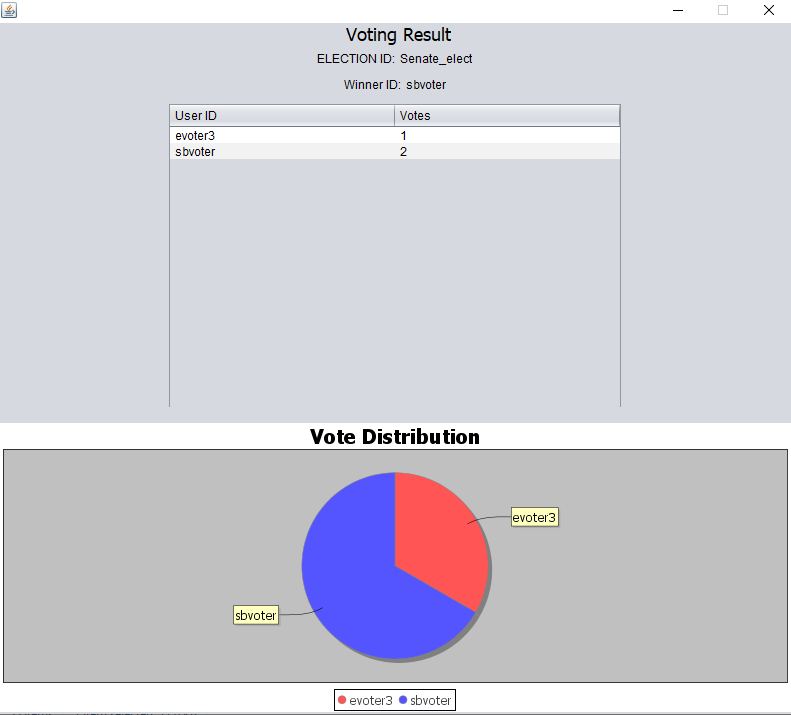 Voting Result
ELECTION ID: Senate_elect
Winner ID: sbvoter
User ID Votes
evoter3 1
sbvoter 2
Vote Distribution
evoter3
sbvoter
evoter3 sbvoter